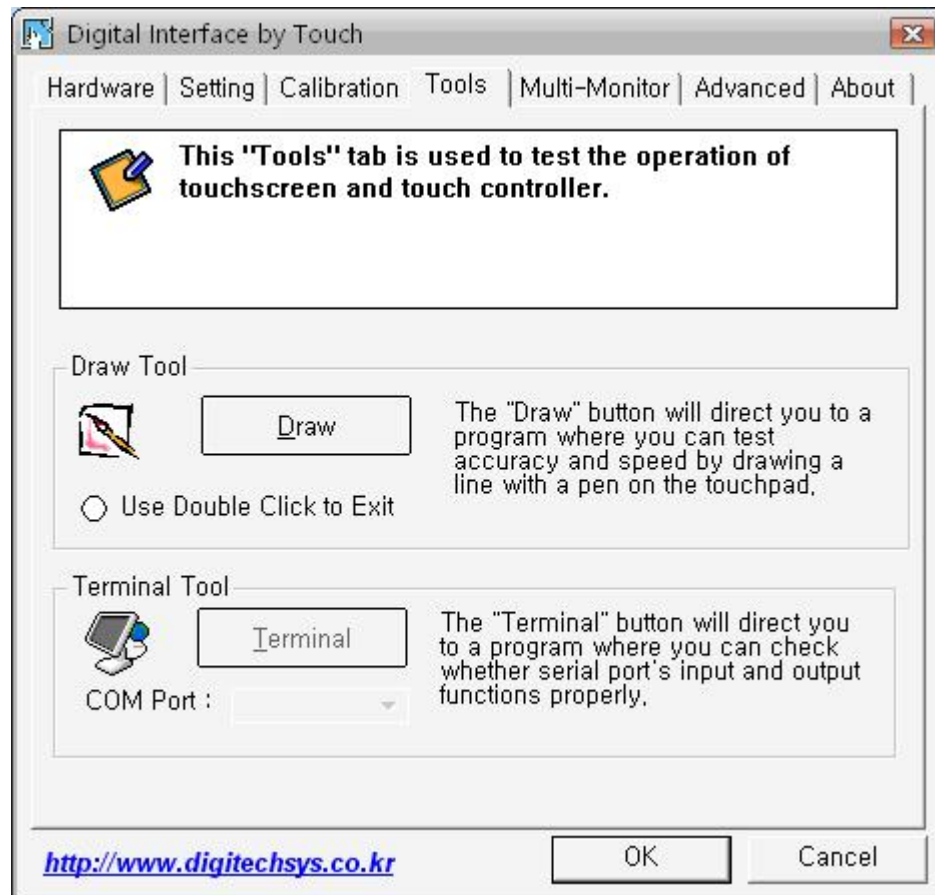 Digital Interface by Touch
Hardware Setting Calibration Tools Multi-Monitor Advanced About
This "Tools" tab is used to test the operation of
touchscreen and touch controller.
Draw Tool
Draw
The "Draw" button will direct you to a
program where you can test
accuracy and speed by drawing a
line with a pen on the touchpad.
Use Double Click to Exit
Terminal Tool
Terminal
The "Terminal" button will direct you
to a program where you can check
whether serial port's input and output
functions properly.
COM Port :
http://www.digitechsys.co.kr
OK
Cancel